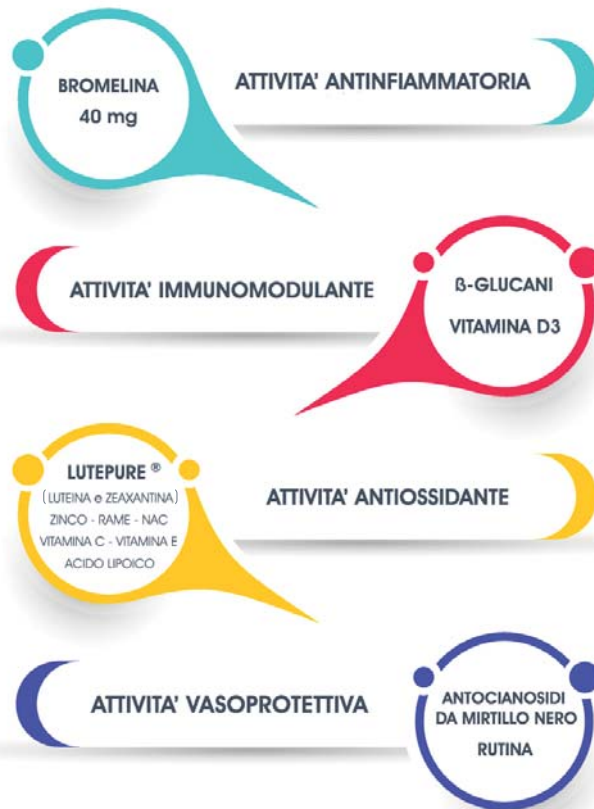 BROMELINA
40 mg
ATTIVITA' ANTINFIAMMATORIA
ATTIVITA' IMMUNOMODULANTE
ß-GLUCANI
VITAMINA D3
LUTEPURE ®
(LUTEINA e ZEAXANTINA)
ZINCO - RAME - NAC
VITAMINA C - VITAMINA E
ACIDO LIPOICO
ATTIVITA' ANTIOSSIDANTE
ATTIVITA' VASOPROTETTIVA
ANTOCIANOSIDI
DA MIRTILLO NERO
RUTINA